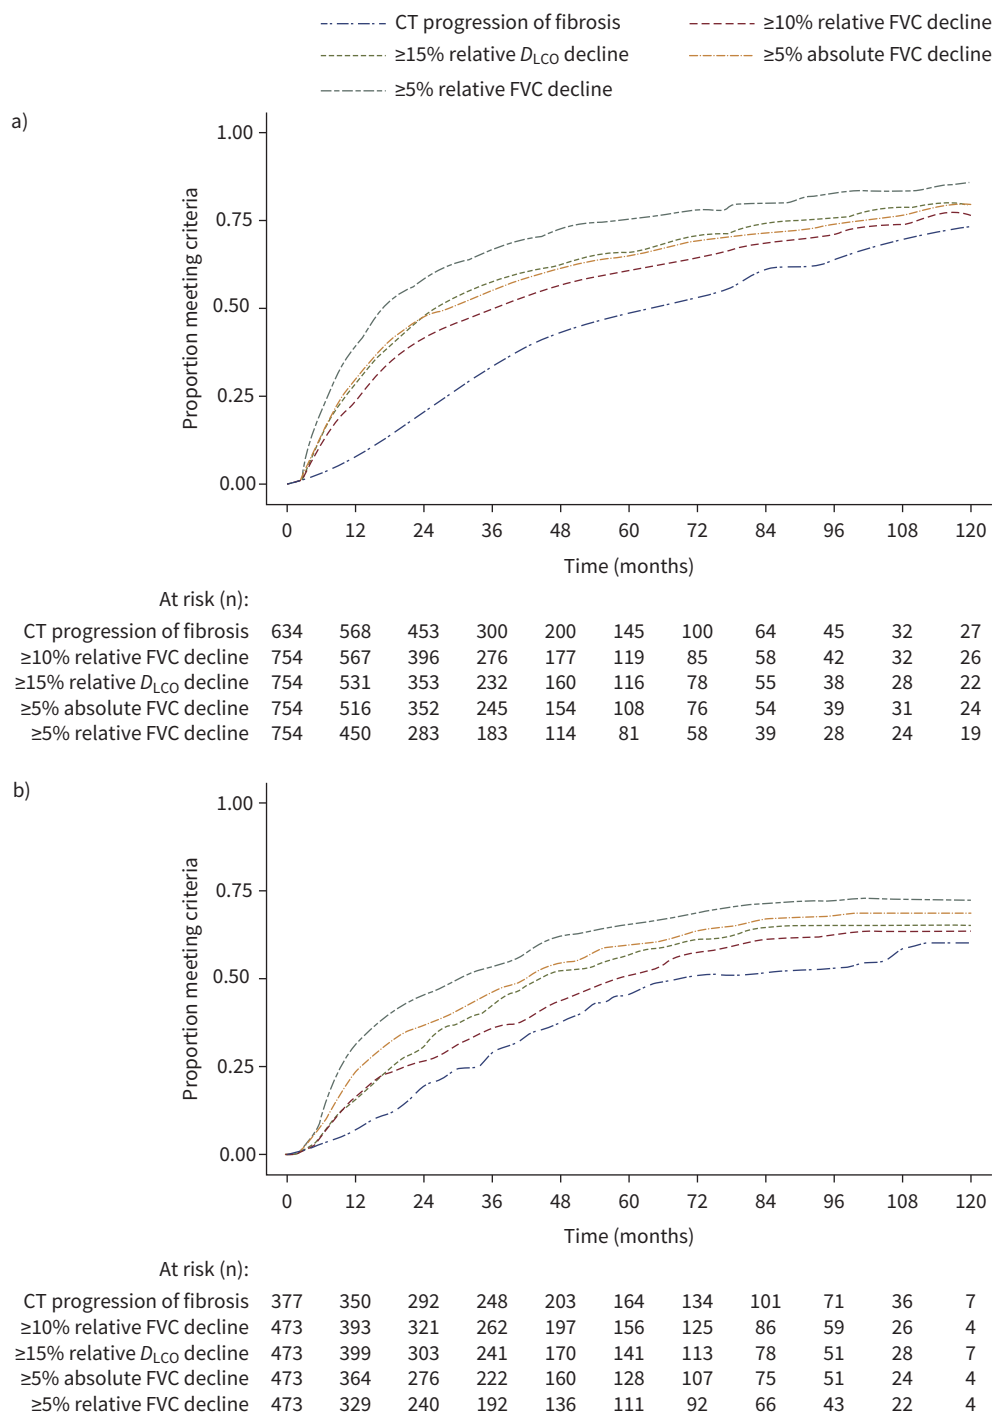 CT progression of fibrosis
≥10% relative FVC decline
≥15% relative DLCO decline
≥5% absolute FVC decline
≥5% relative FVC decline
a)
1.00
0.75
0.50
0.25
0.00
Proportion meeting criteria
0 12 24 36 48 60 72 84 96 108 120
Time (months)
At risk (n):
CT progression of fibrosis 634 568 453 300 200 145 100 64 45 32 27
≥10% relative FVC decline 754 567 396 276 177 119 85 58 42 32 26
≥15% relative DLCO decline 754 531 353 232 160 116 78 55 38 28 22
≥5% absolute FVC decline 754 516 352 245 154 108 76 54 39 31 24
≥5% relative FVC decline 754 450 283 183 114 81 58 39 28 24 19
b)
1.00
0.75
0.50
0.25
0.00
Proportion meeting criteria
0 12 24 36 48 60 72 84 96 108 120
Time (months)
At risk (n):
CT progression of fibrosis 377 350 292 248 203 164 134 101 71 36 7
≥10% relative FVC decline 473 393 321 262 197 156 125 86 59 26 4
≥15% relative DLCO decline 473 399 303 241 170 141 113 78 51 28 7
≥5% absolute FVC decline 473 364 276 222 160 128 107 75 51 24 4
≥5% relative FVC decline 473 329 240 192 136 111 92 66 43 22 4